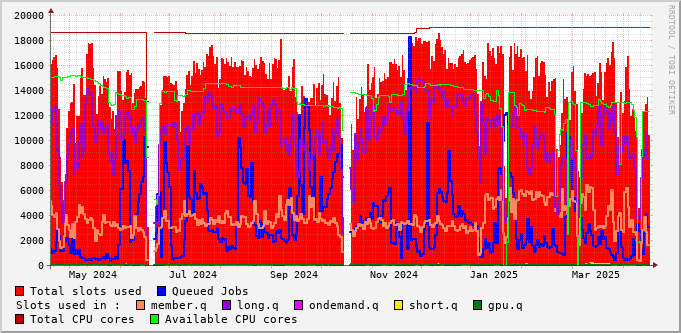 20000
18000
16000
14000
12000
10000
8000
6000
4000
2000
0
May 2024 Jul 2024 Sep 2024 Nov 2024 Jan 2025 Mar 2025
RRDTOOL / TOBI OETIKER
Total slots used Queued Jobs
Slots used in : member.q long.q ondemand.q short.q gpu.q
Total CPU cores Available CPU cores